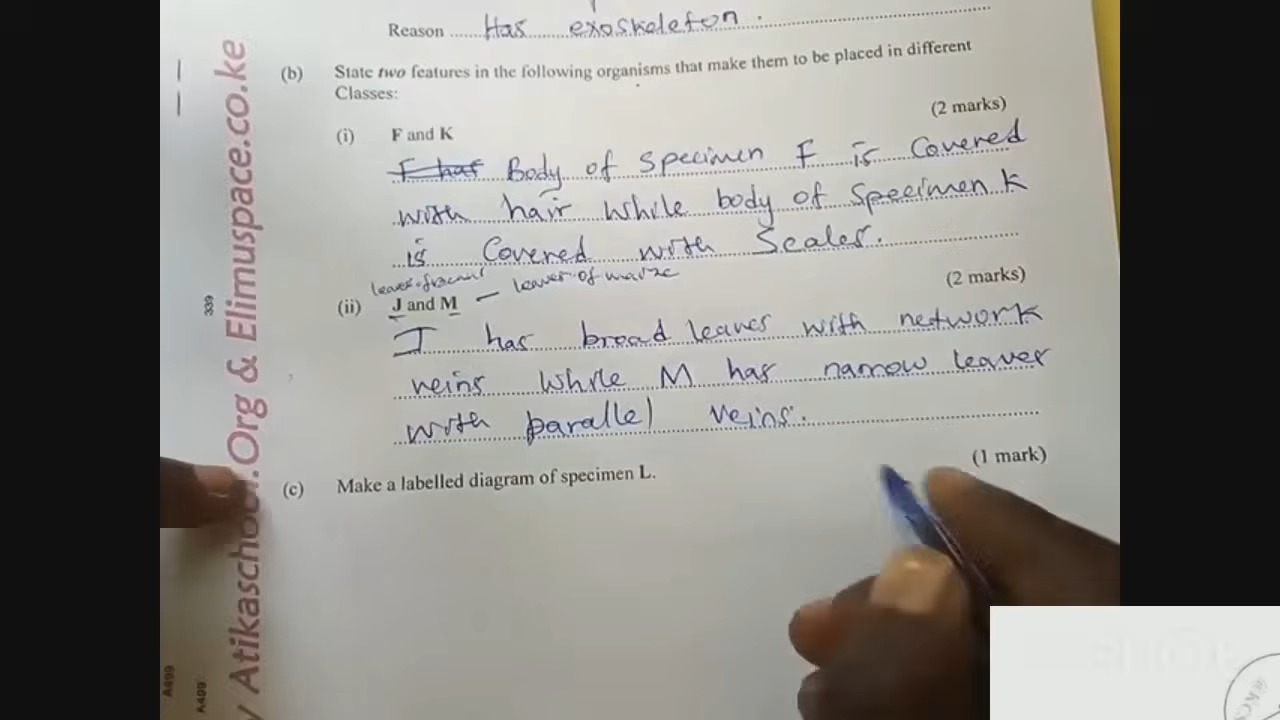 Reason ...... Has exoskeleton.
(b) State two features in the following organisms that make them to be placed in different
Classes:
(i) F and K (2 marks)
F has Body of specimen F is Covered
with hair while body of Specimen K
is Covered with Scales.
leaves of bean
(ii) J and M — leaves of maize (2 marks)
J has broad leaves with network
veins while M has narrow leaves
with parallel veins.
(c) Make a labelled diagram of specimen L. (1 mark)
Atikaschool.Org & Elimuspace.co.ke
339
A499
A499